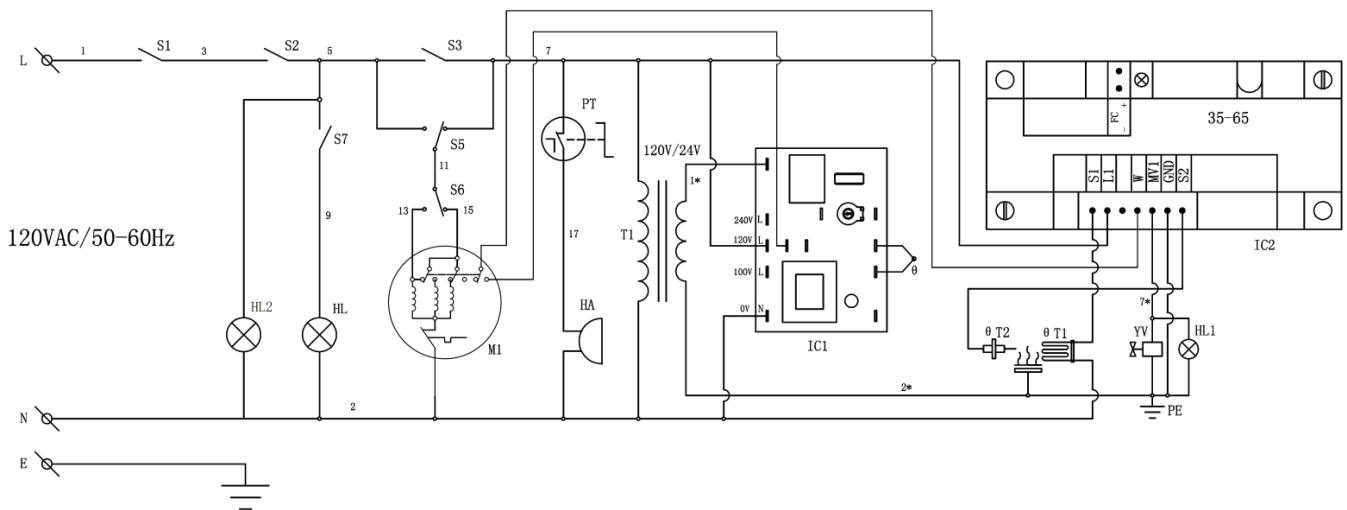 L 1 S1 3 S2 5 S3 7
PT
S7
S5
11
S6
13 15
9
17
120VAC/50-60Hz
HL2
HL
M1
HA
T1
120V/24V
1*
240V L
120V L
100V L
0V N
θ
IC1
2*
FC + -
35-65
S1 L1 W MV1 GND S2
IC2
θ T2
θ T1
7*
YV
HL1
PE
N 2
E